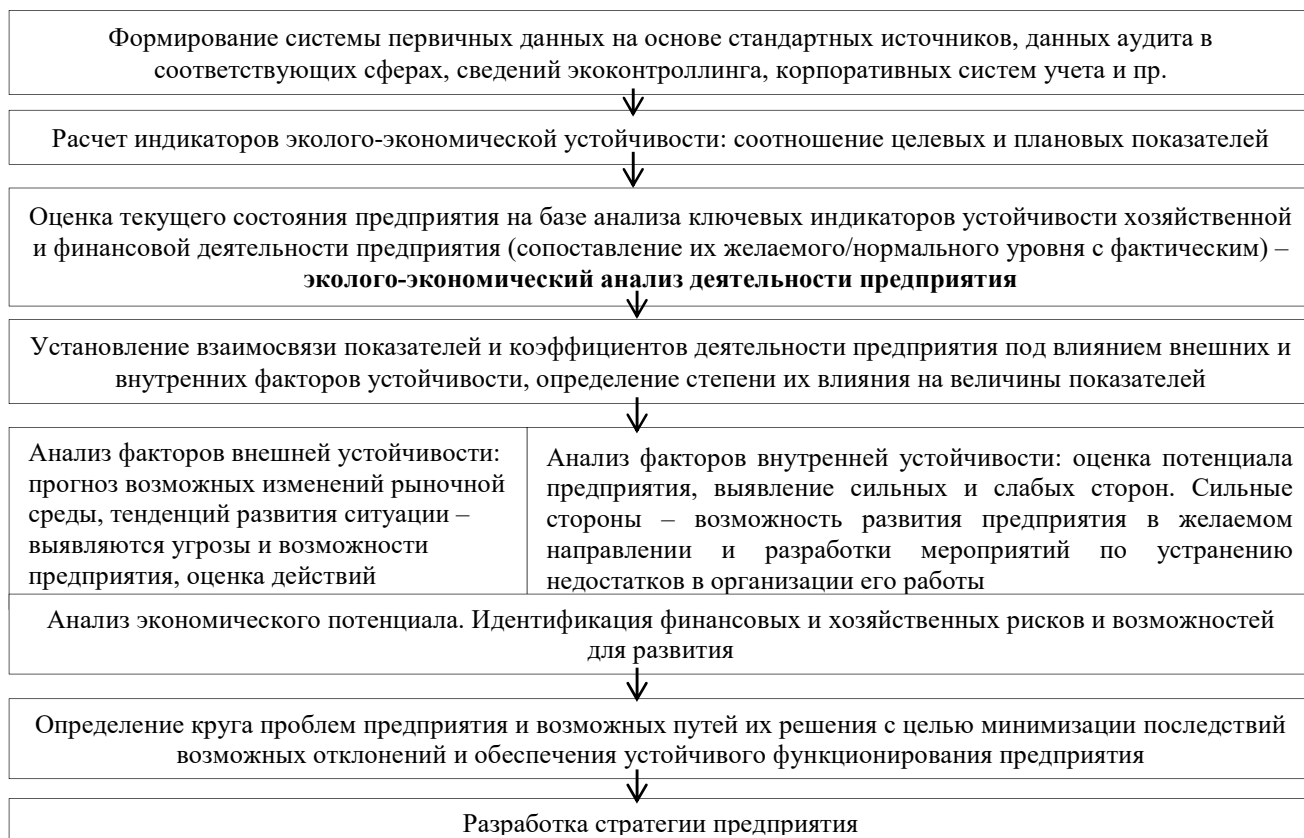 Формирование системы первичных данных на основе стандартных источников, данных аудита в
соответствующих сферах, сведений экоконтроллинга, корпоративных систем учета и пр.
Расчет индикаторов эколого-экономической устойчивости: соотношение целевых и плановых показателей
Оценка текущего состояния предприятия на базе анализа ключевых индикаторов устойчивости хозяйственной
и финансовой деятельности предприятия (сопоставление их желаемого/нормального уровня с фактическим) –
эколого-экономический анализ деятельности предприятия
Установление взаимосвязи показателей и коэффициентов деятельности предприятия под влиянием внешних и
внутренних факторов устойчивости, определение степени их влияния на величины показателей
Анализ факторов внешней устойчивости:
прогноз возможных изменений рыночной
среды, тенденций развития ситуации –
выявляются угрозы и возможности
предприятия, оценка действий
Анализ факторов внутренней устойчивости: оценка потенциала
предприятия, выявление сильных и слабых сторон. Сильные
стороны – возможность развития предприятия в желаемом
направлении и разработки мероприятий по устранению
недостатков в организации его работы
Анализ экономического потенциала. Идентификация финансовых и хозяйственных рисков и возможностей
для развития
Определение круга проблем предприятия и возможных путей их решения с целью минимизации последствий
возможных отклонений и обеспечения устойчивого функционирования предприятия
Разработка стратегии предприятия